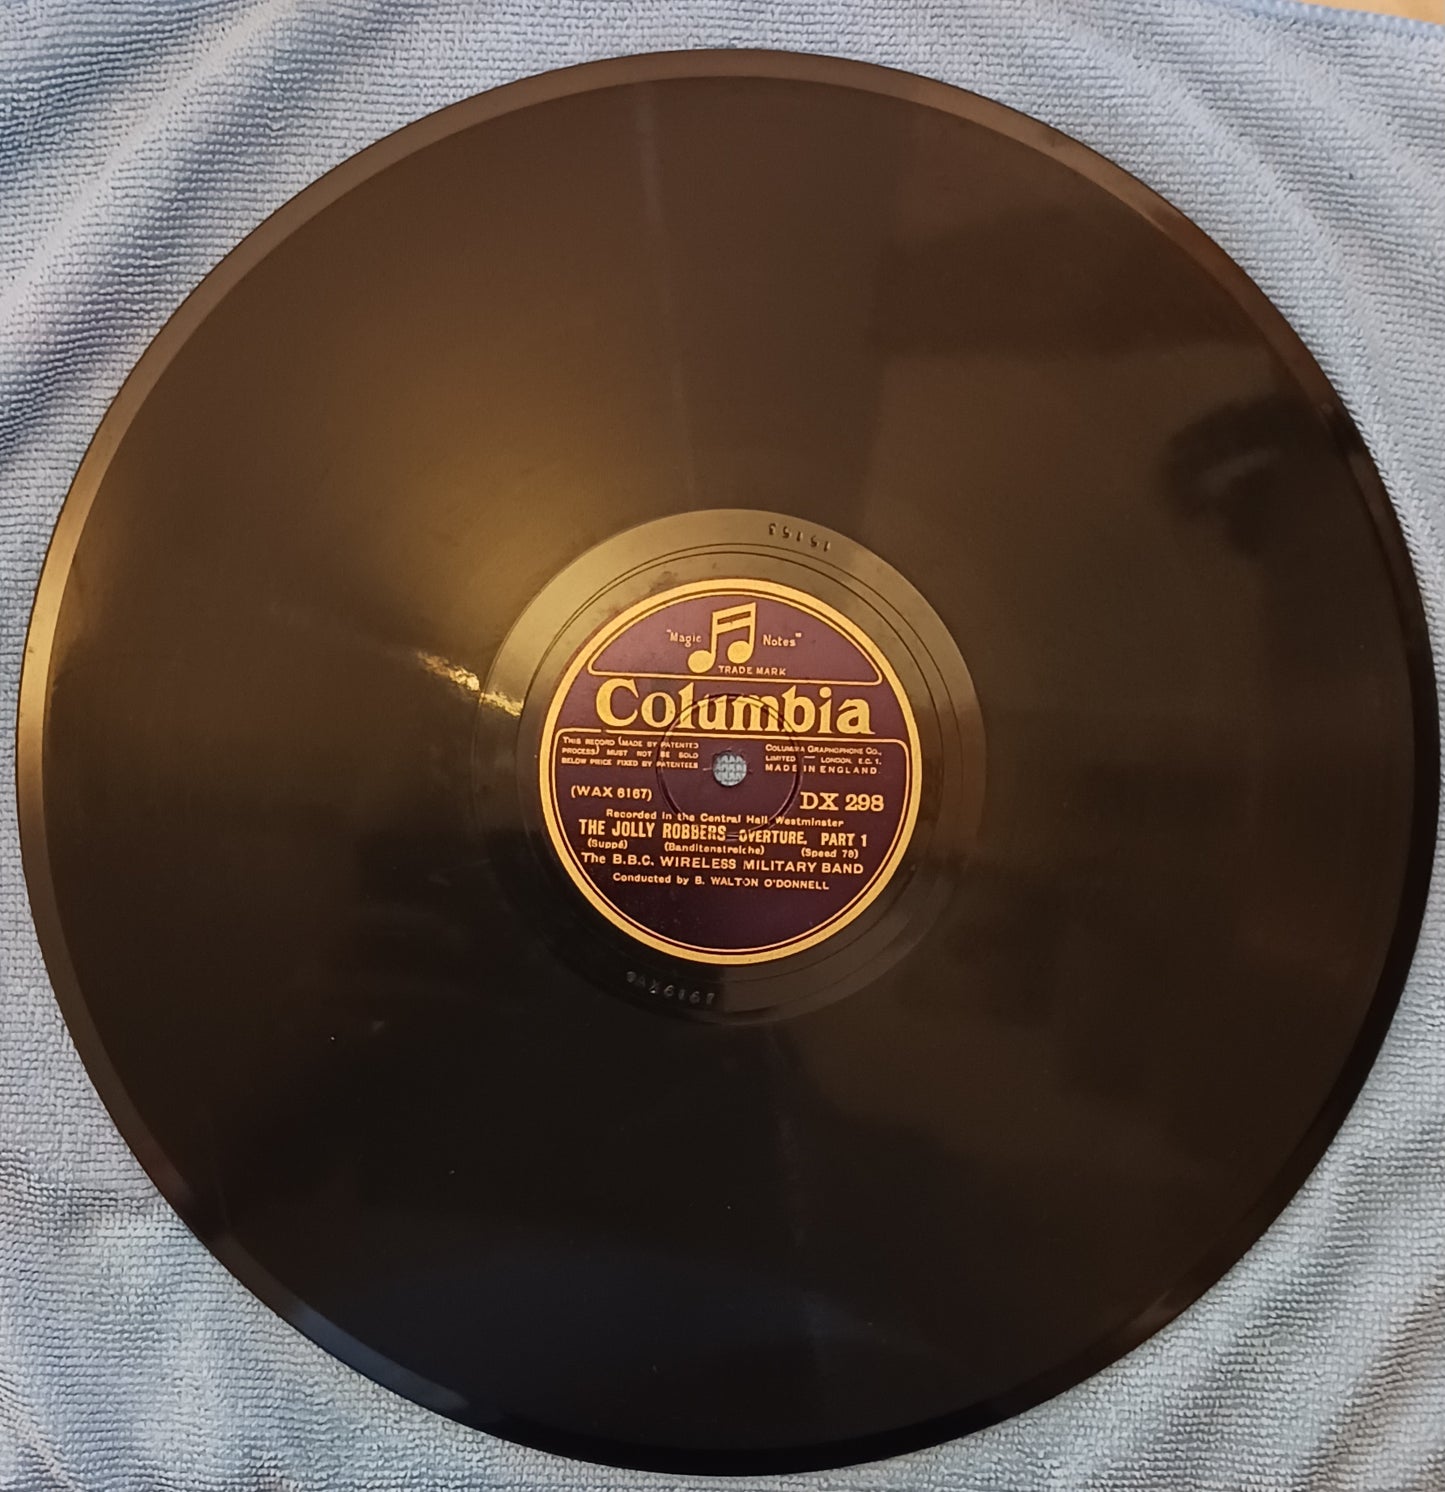 15153
"Magic Notes"
TRADE MARK
Columbia
THIS RECORD (MADE BY PATENTED
PROCESS) MUST NOT BE SOLD
BELOW PRICE FIXED BY PATENTEES
COLUMBIA GRAPHOPHONE CO.,
LIMITED — LONDON. E.C.1.
MADE IN ENGLAND
(WAX 6167)
DX 298
Recorded in the Central Hall, Westminster
THE JOLLY ROBBERS—OVERTURE. PART 1
(Suppé) (Banditenstreiche) (Speed 78)
The B.B.C. WIRELESS MILITARY BAND
Conducted by B. WALTON O'DONNELL